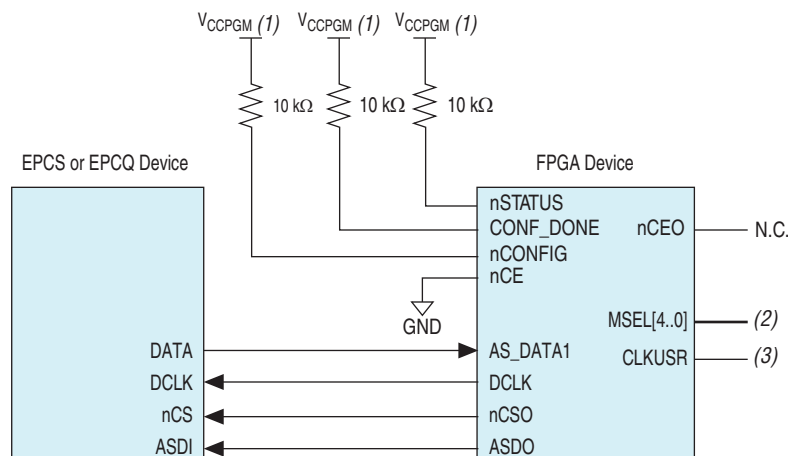 VCCPGM (1) VCCPGM (1) VCCPGM (1)
10 kΩ 10 kΩ 10 kΩ
EPCS or EPCQ Device
FPGA Device
nSTATUS
CONF_DONE
nCEO
N.C.
nCONFIG
nCE
GND
MSEL[4..0]
(2)
DATA
AS_DATA1
CLKUSR
(3)
DCLK
DCLK
nCS
nCSO
ASDI
ASDO